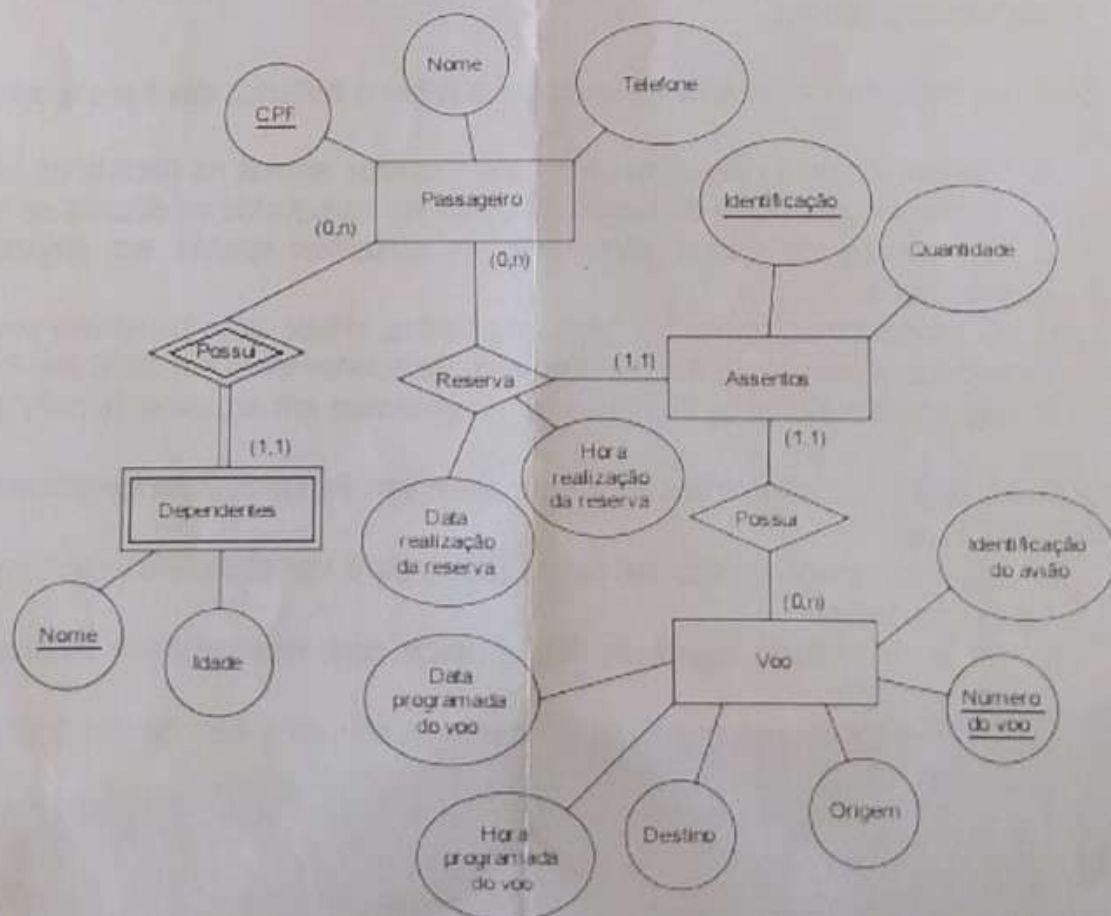 Nome
Telefone
CPF
Passageiro
Identificação
(0,n)
(0,n)
Quantidade
Possui
Reserva
(1,1)
Assentos
(1,1)
(1,1)
Hora
realização
da reserva
Dependentes
Data
realização
da reserva
Possui
Identificação
do avião
(0,n)
Nome
Idade
Data
programada
do voo
Voo
Número
do voo
Hora
programada
do voo
Destino
Origem